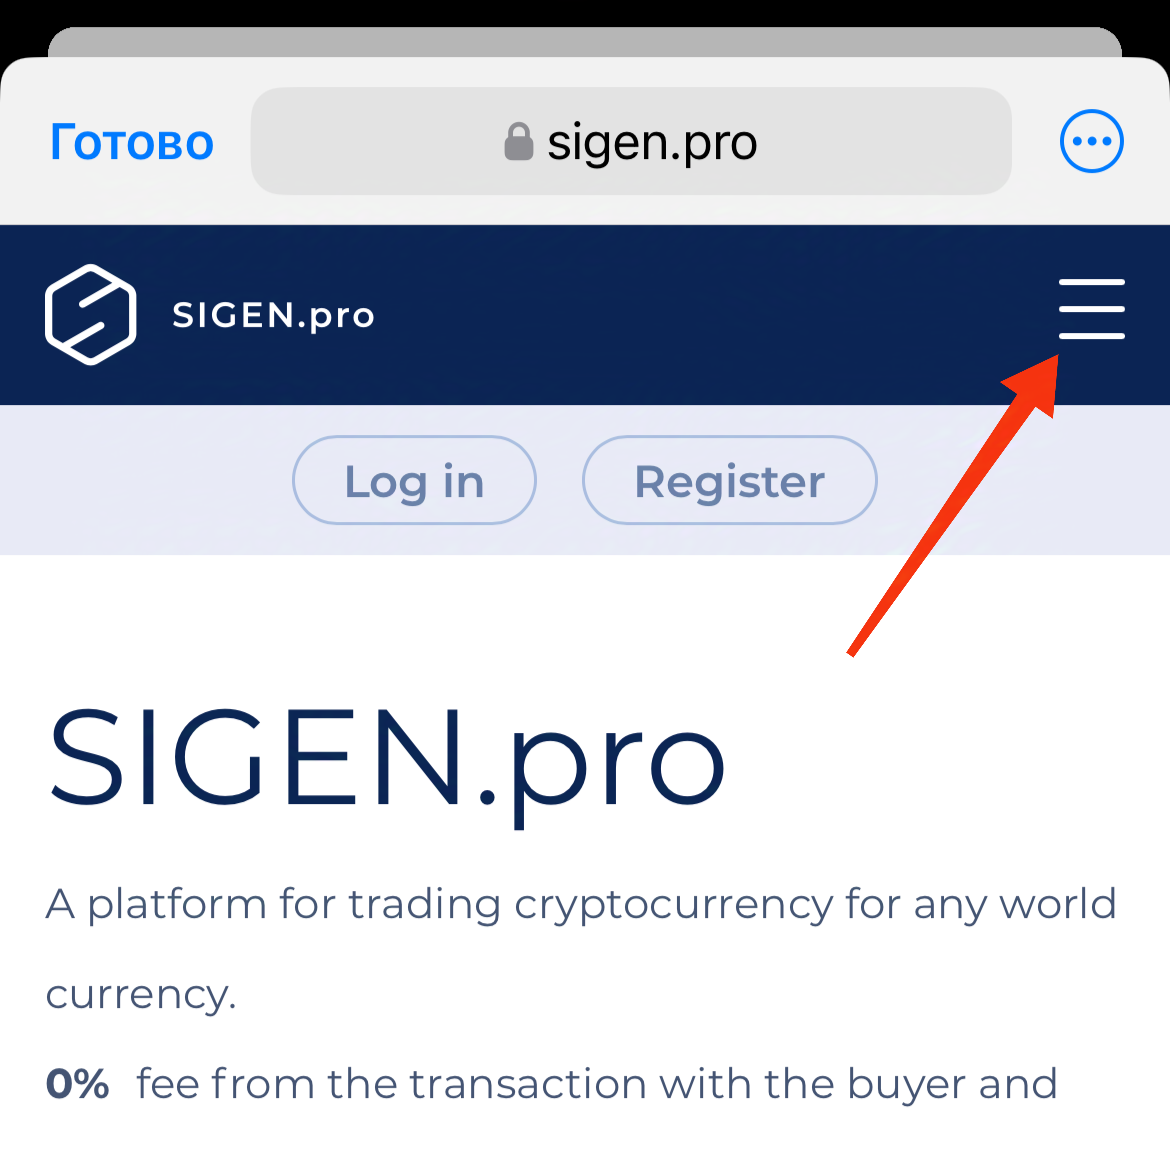 Готово
sigen.pro
SIGEN.pro
Log in
Register
SIGEN.pro
A platform for trading cryptocurrency for any world
currency.
0% fee from the transaction with the buyer and